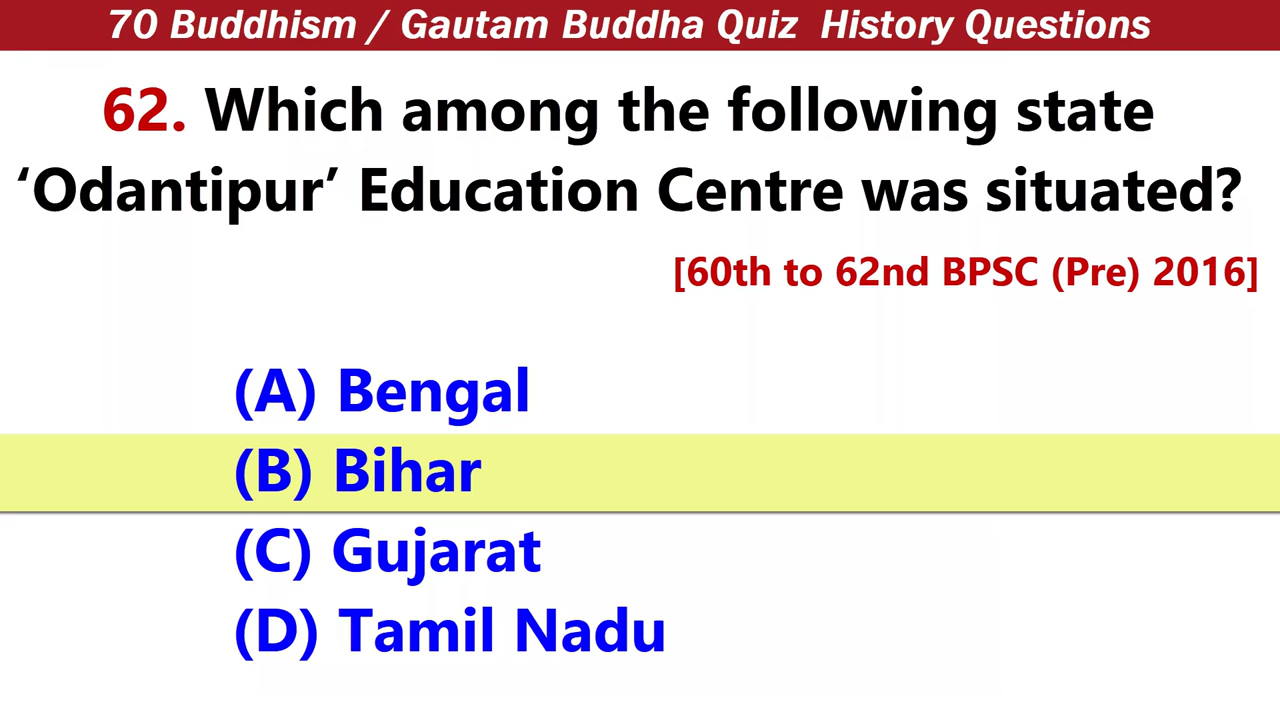 70 Buddhism / Gautam Buddha Quiz History Questions
62. Which among the following state
‘Odantipur’ Education Centre was situated?
[60th to 62nd BPSC (Pre) 2016]
(A) Bengal
(B) Bihar
(C) Gujarat
(D) Tamil Nadu